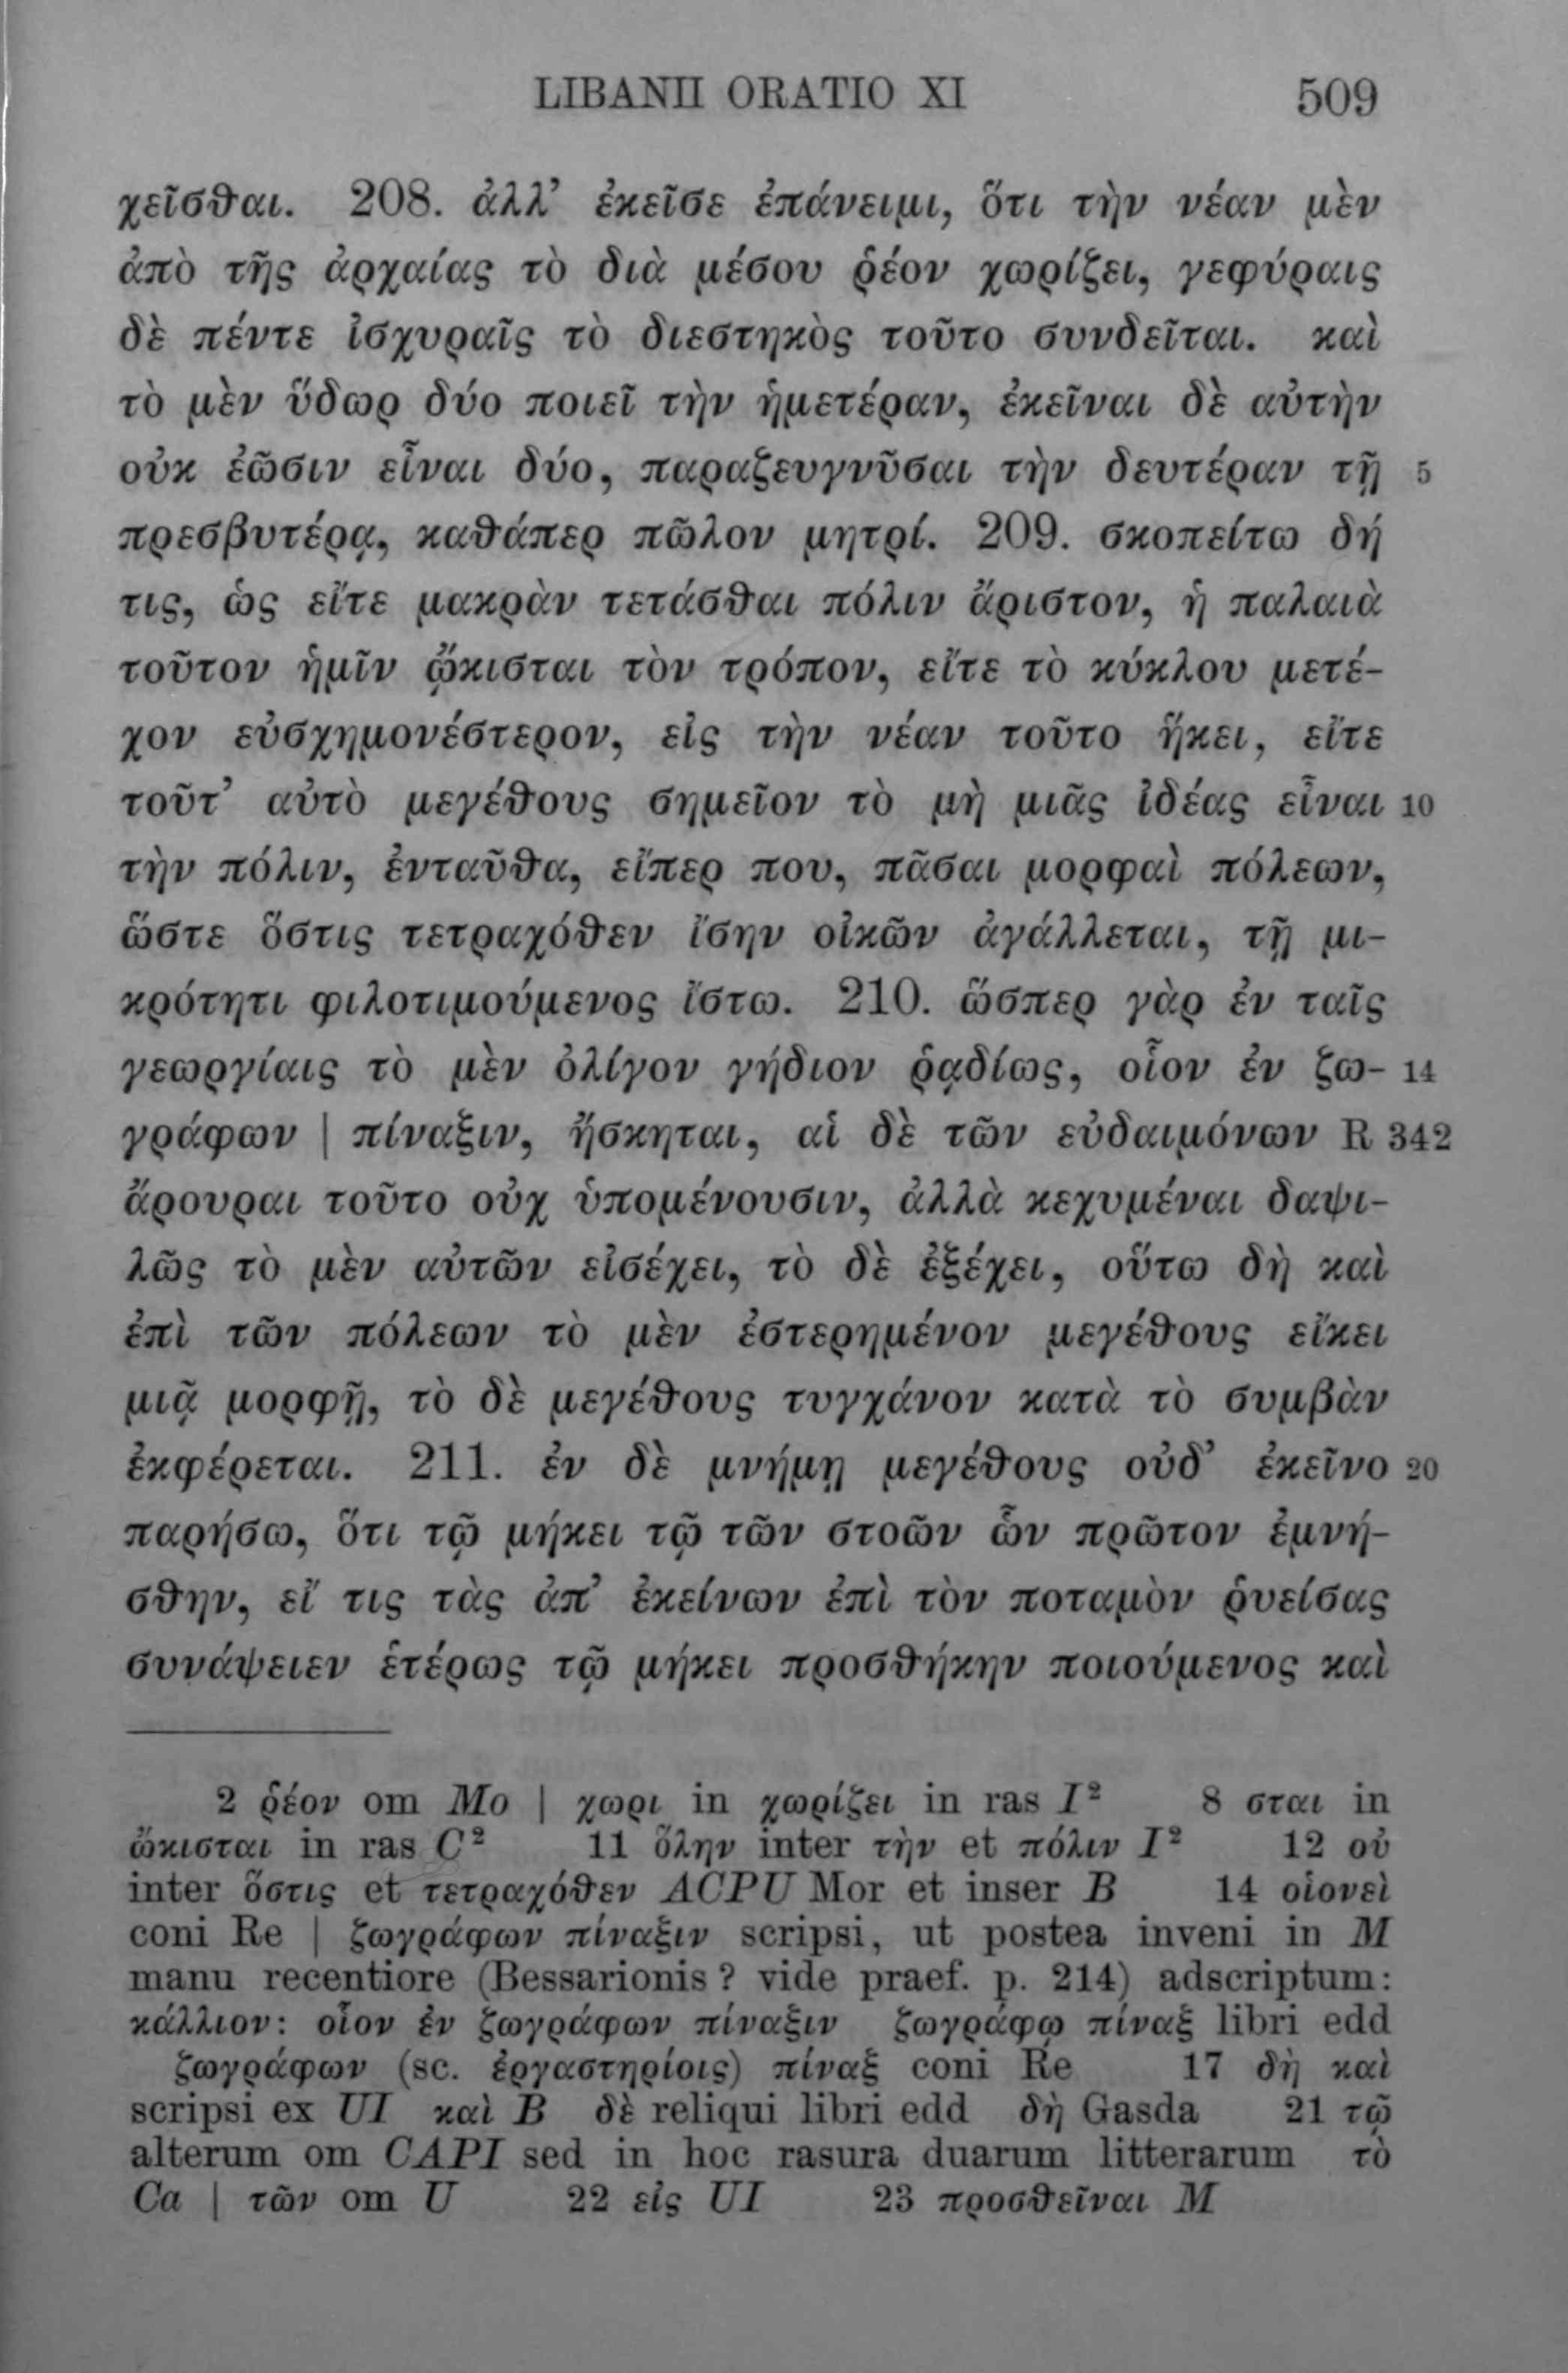 LIBANII ORATIO XI 509
χεῖσθαι. 208. ἀλλ’ ἐκεῖσε ἐπάνειμι, ὅτι τὴν νέαν μὲν
ἀπὸ τῆς ἀρχαίας τὸ διὰ μέσου ῥέον χωρίζει, γεφύραις
δὲ πέντε ἰσχυραῖς τὸ διεστηκὸς τοῦτο συνδεῖται. καὶ
τὸ μὲν ὕδωρ δύο ποιεῖ τὴν ἡμετέραν, ἐκεῖναι δὲ αὐτὴν
οὐκ ἐῶσιν εἶναι δύο, παραζευγνῦσαι τὴν δευτέραν τῇ 5
πρεσβυτέρᾳ, καθάπερ πῶλον μητρί. 209. σκοπείτω δή
τις, ὡς εἴτε μακρὰν τετάσθαι πόλιν ἄριστον, ἡ παλαιὰ
τοῦτον ἡμῖν ᾤκισται τὸν τρόπον, εἴτε τὸ κύκλου μετέ-
χον εὐσχημονέστερον, εἰς τὴν νέαν τοῦτο ἥκει, εἴτε
τοῦτ’ αὐτὸ μεγέθους σημεῖον τὸ μὴ μιᾶς ἰδέας εἶναι 10
τὴν πόλιν, ἐνταῦθα, εἴπερ που, πᾶσαι μορφαὶ πόλεων,
ὥστε ὅστις τετραχόθεν ἴσην οἰκῶν ἀγάλλεται, τῇ μι-
κρότητι φιλοτιμούμενος ἴστω. 210. ὥσπερ γὰρ ἐν ταῖς
γεωργίαις τὸ μὲν ὀλίγον γῄδιον ῥᾳδίως, οἷον ἐν ζω- 14
γράφων | πίναξιν, ἤσκηται, αἱ δὲ τῶν εὐδαιμόνων R 342
ἄρουραι τοῦτο οὐχ ὑπομένουσιν, ἀλλὰ κεχυμέναι δαψι-
λῶς τὸ μὲν αὐτῶν εἰσέχει, τὸ δὲ ἐξέχει, οὕτω δὴ καὶ
ἐπὶ τῶν πόλεων τὸ μὲν ἐστερημένον μεγέθους εἴκει
μιᾷ μορφῇ, τὸ δὲ μεγέθους τυγχάνον κατὰ τὸ συμβὰν
ἐκφέρεται. 211. ἐν δὲ μνήμῃ μεγέθους οὐδ’ ἐκεῖνο 20
παρήσω, ὅτι τῷ μήκει τῷ τῶν στοῶν ὧν πρῶτον ἐμνή-
σθην, εἴ τις τὰς ἀπ’ ἐκείνων ἐπὶ τὸν ποταμὸν ῥυείσας
συνάψειεν ἑτέρως τῷ μήκει προσθήκην ποιούμενος καὶ
2 ῥέον om Mo | χωρι in χωρίζει in ras I² 8 σται in
ᾤκισται in ras C² 11 ὅλην inter τὴν et πόλιν I² 12 οὐ
inter ὅστις et τετραχόθεν ACPU Mor et inser B 14 οἱονεὶ
coni Re | ζωγράφων πίναξιν scripsi, ut postea inveni in M
manu recentiore (Bessarionis? vide praef. p. 214) adscriptum:
κάλλιον: οἷον ἐν ζωγράφων πίναξιν ζωγράφῳ πίναξ libri edd
ζωγράφων (sc. ἐργαστηρίοις) πίναξ coni Re 17 δὴ καὶ
scripsi ex UI καὶ B δὲ reliqui libri edd δὴ Gasda 21 τῷ
alterum om CAPI sed in hoc rasura duarum litterarum τὸ
Ca | τῶν om U 22 εἰς UI 23 προσθεῖναι M